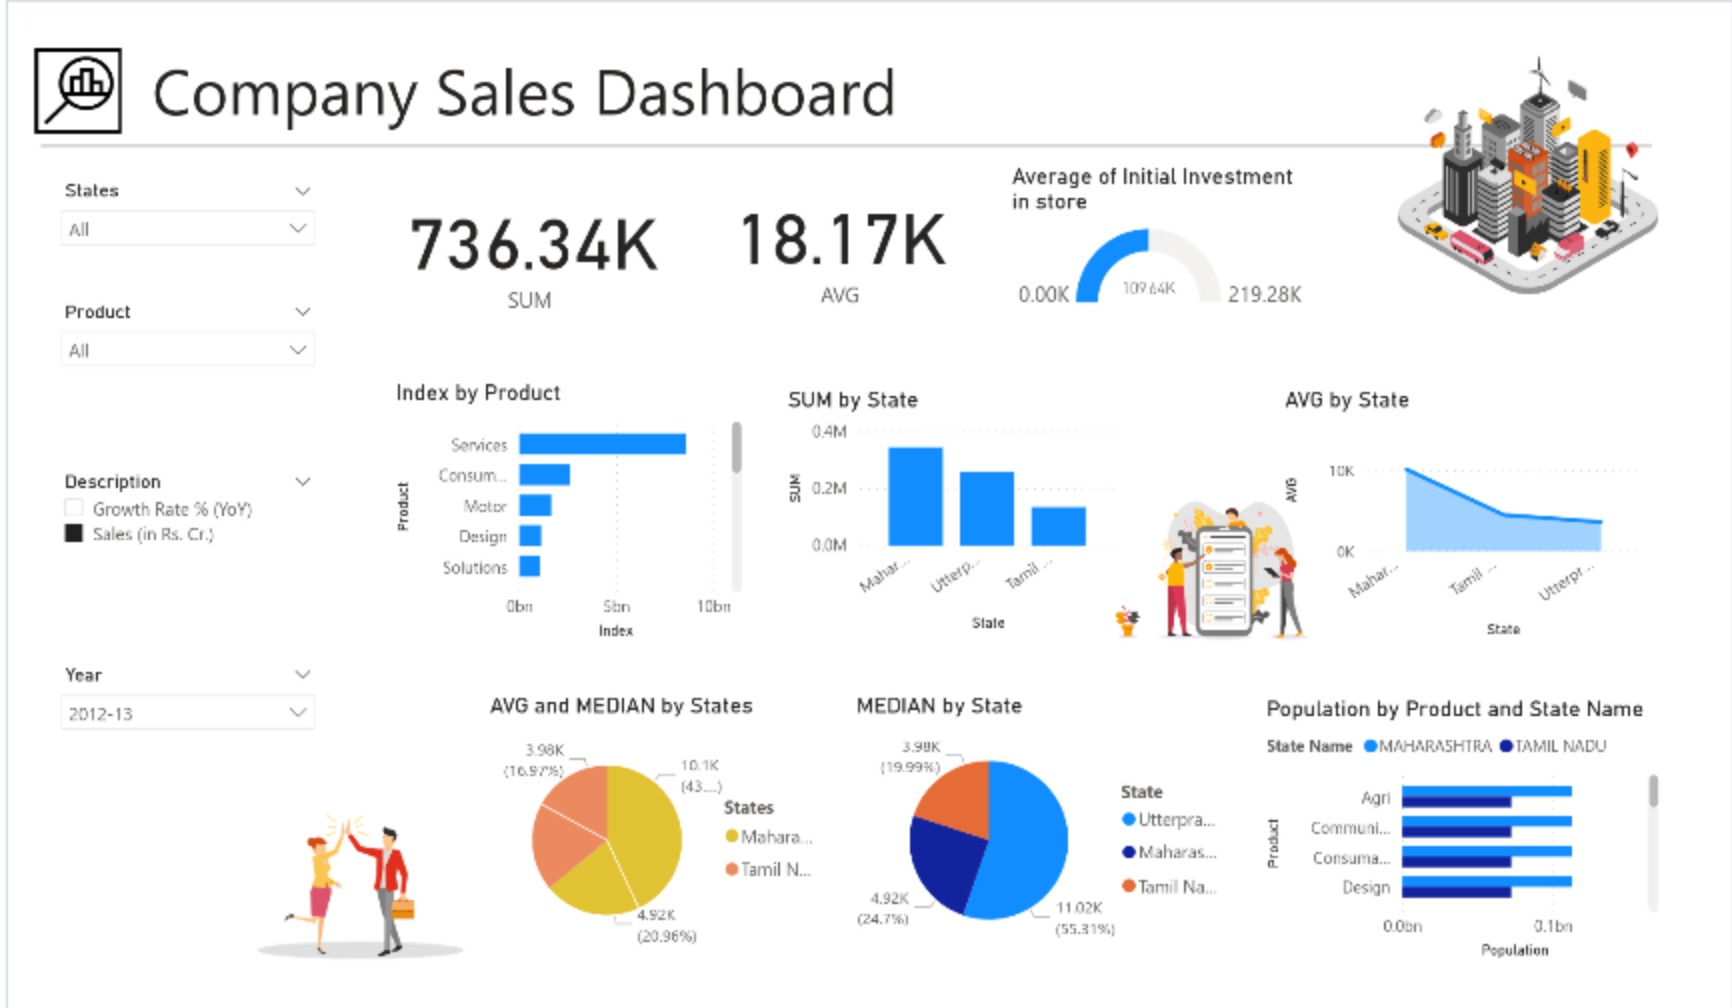 Company Sales Dashboard
States
All
Product
All
Description
Growth Rate % (YoY)
Sales (in Rs. Cr.)
Year
2012-13
736.34K
SUM
18.17K
AVG
Average of Initial Investment
in store
0.00K
109.64K
219.28K
Index by Product
Product
Services
Consum...
Motor
Design
Solutions
0bn
5bn
10bn
Index
SUM by State
SUM
0.4M
0.2M
0.0M
Mahar...
Utterp...
Tamil ...
State
AVG by State
AVG
10K
0K
Mahar...
Tamil ...
Utterpr...
State
AVG and MEDIAN by States
3.98K
(16.97%)
10.1K
(43....)
4.92K
(20.96%)
States
Mahara...
Tamil N...
MEDIAN by State
3.98K
(19.99%)
4.92K
(24.7%)
11.02K
(55.31%)
State
Utterpra...
Maharas...
Tamil Na...
Population by Product and State Name
State Name MAHARASHTRA TAMIL NADU
Product
Agri
Communi...
Consuma...
Design
0.0bn
0.1bn
Population